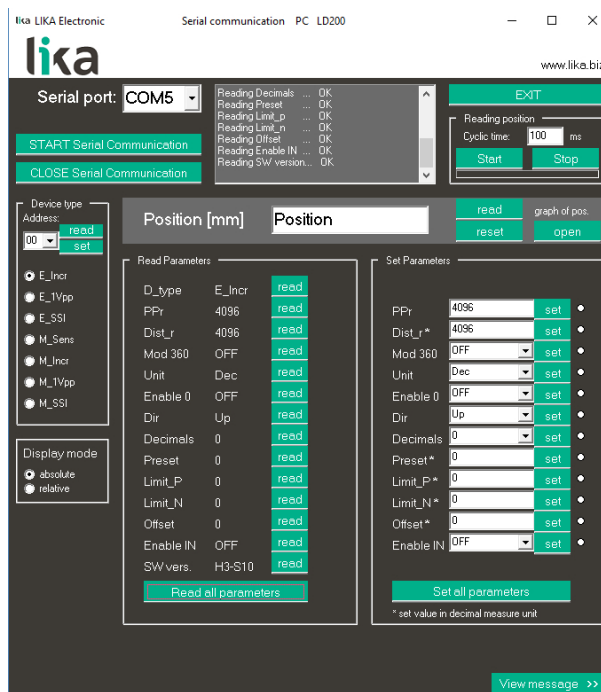 lika LIKA Electronic Serial communication PC LD200
lika
www.lika.biz
Serial port: COM5
START Serial Communication
CLOSE Serial Communication
Reading Decimals ... OK
Reading Preset ... OK
Reading Limit_p ... OK
Reading Limit_n ... OK
Reading Offset ... OK
Reading Enable IN ... OK
Reading SW version... OK
EXIT
Reading position
Cyclic time: 100 ms
Start Stop
Device type
Address:
00 read
set
E_Incr
E_1Vpp
E_SSI
M_Sens
M_Incr
M_1Vpp
M_SSI
Display mode
absolute
relative
Position [mm] Position
read graph of pos.
reset open
Read Parameters
D_type E_Incr read
PPr 4096 read
Dist_r 4096 read
Mod 360 OFF read
Unit Dec read
Enable 0 OFF read
Dir Up read
Decimals 0 read
Preset 0 read
Limit_P 0 read
Limit_N 0 read
Offset 0 read
Enable IN OFF read
SW vers. H3-S10 read
Read all parameters
Set Parameters
PPr 4096 set
Dist_r* 4096 set
Mod 360 OFF set
Unit Dec set
Enable 0 OFF set
Dir Up set
Decimals 0 set
Preset* 0 set
Limit_P* 0 set
Limit_N* 0 set
Offset* 0 set
Enable IN OFF set
Set all parameters
* set value in decimal measure unit
View message >>